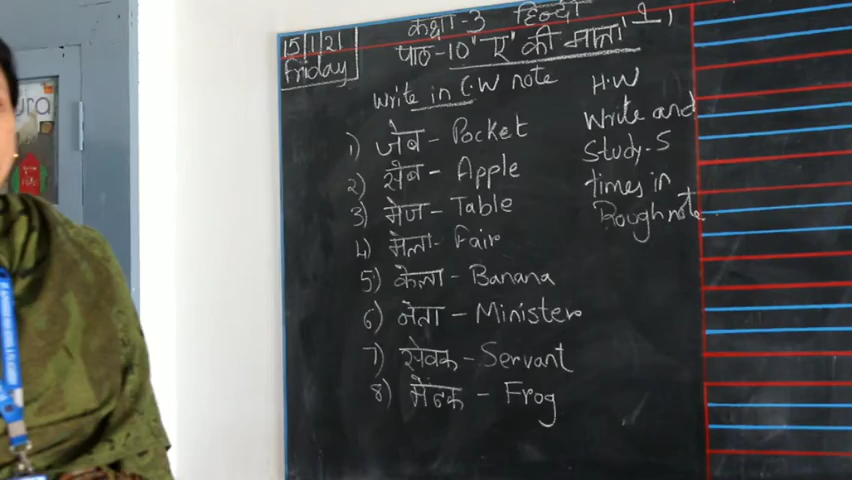 15/1/21
Friday
कक्षा-3 हिन्दी
पाठ-10 "ए" की मात्रा
Write in C.W note
1) जेब - Pocket
2) सेब - Apple
3) मेज - Table
4) मेला - Fair
5) केला - Banana
6) नेता - Minister
7) सेवक - Servant
8) मेंढक - Frog
H.W
Write and
Study-5
times in
Rough note
ura